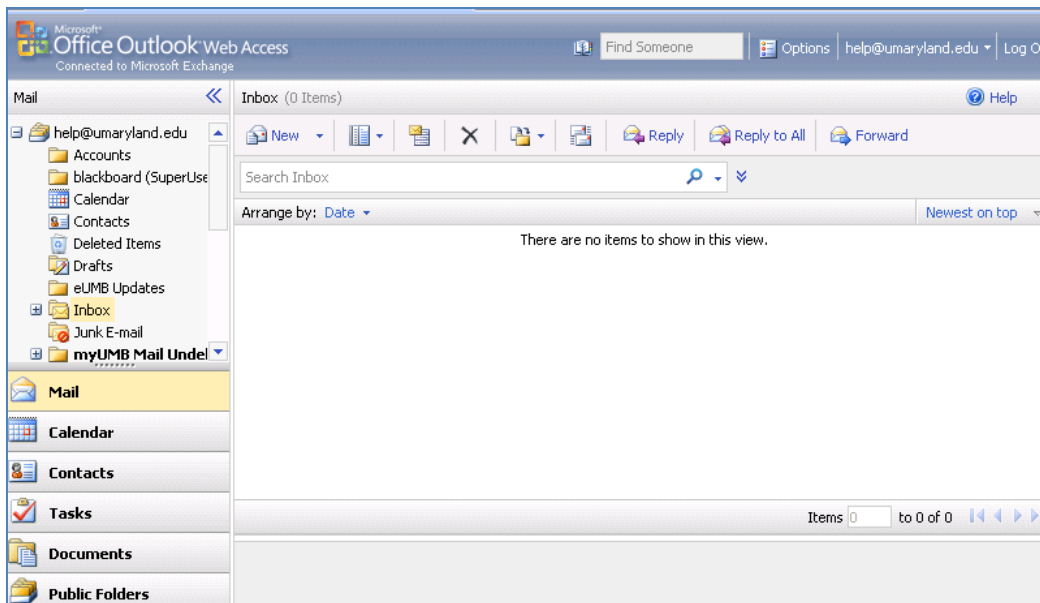 Microsoft
Office Outlook Web Access
Connected to Microsoft Exchange
Find Someone
Options
help@umaryland.edu
Log O
Mail
Inbox (0 Items)
Help
help@umaryland.edu
Accounts
blackboard (SuperUse
Calendar
Contacts
Deleted Items
Drafts
eUMB Updates
Inbox
Junk E-mail
myUMB Mail Undel
New
Reply
Reply to All
Forward
Search Inbox
Arrange by: Date
Newest on top
There are no items to show in this view.
Items 0 to 0 of 0
Mail
Calendar
Contacts
Tasks
Documents
Public Folders